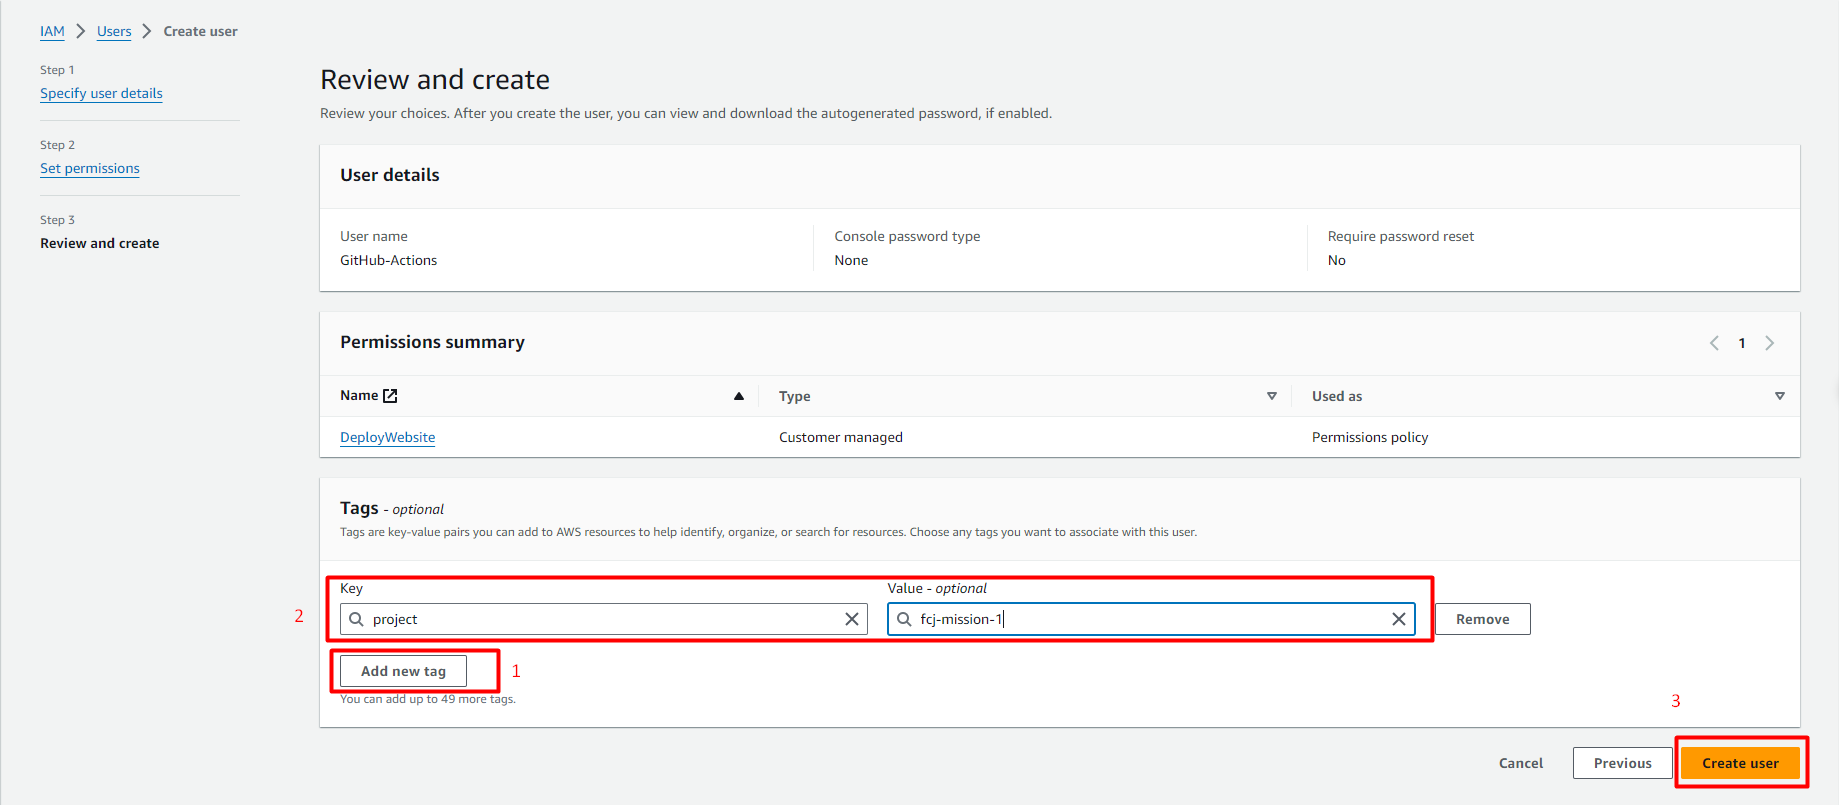 IAM > Users > Create user
Step 1
Specify user details
Step 2
Set permissions
Step 3
Review and create
Review and create
Review your choices. After you create the user, you can view and download the autogenerated password, if enabled.
User details
User name Console password type Require password reset
GitHub-Actions None No
Permissions summary 1
Name Type Used as
DeployWebsite Customer managed Permissions policy
Tags - optional
Tags are key-value pairs you can add to AWS resources to help identify, organize, or search for resources. Choose any tags you want to associate with this user.
Key Value - optional
2 project fcj-mission-1 Remove
Add new tag 1
You can add up to 49 more tags.
3
Cancel Previous Create user